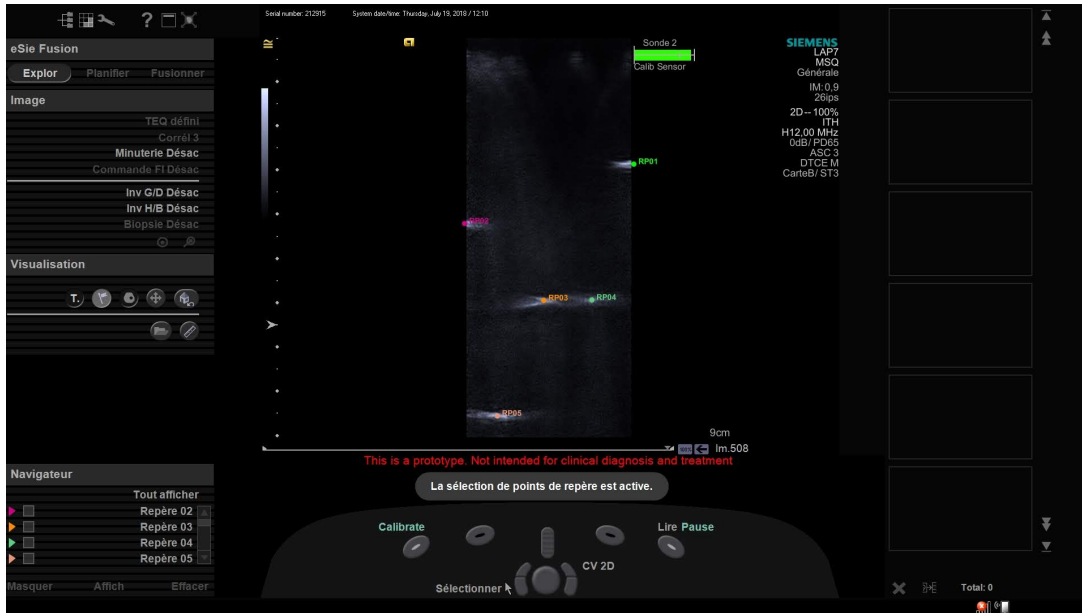 Serial number: 212915 System date/time: Thursday, July 19, 2018 / 12:10
eSie Fusion
Explor Planifier Fusionner
Image
TEQ défini
Corrél 3
Minuterie Désac
Commande FI Désac
Inv G/D Désac
Inv H/B Désac
Biopsie Désac
Visualisation
T.
Navigateur
Tout afficher
Repère 02
Repère 03
Repère 04
Repère 05
Masquer Affich Effacer
Sonde 2
Calib Sensor
RP01
RP02
RP03 RP04
RP05
SIEMENS
LAP7
MSQ
Générale
IM:0,9
26ips
2D-- 100%
ITH
H12,00 MHz
0dB/ PD65
ASC 3
DTCE M
CarteB/ ST3
9cm
Im.508
This is a prototype. Not intended for clinical diagnosis and treatment
La sélection de points de repère est active.
Calibrate Lire Pause
CV 2D
Sélectionner
Total: 0